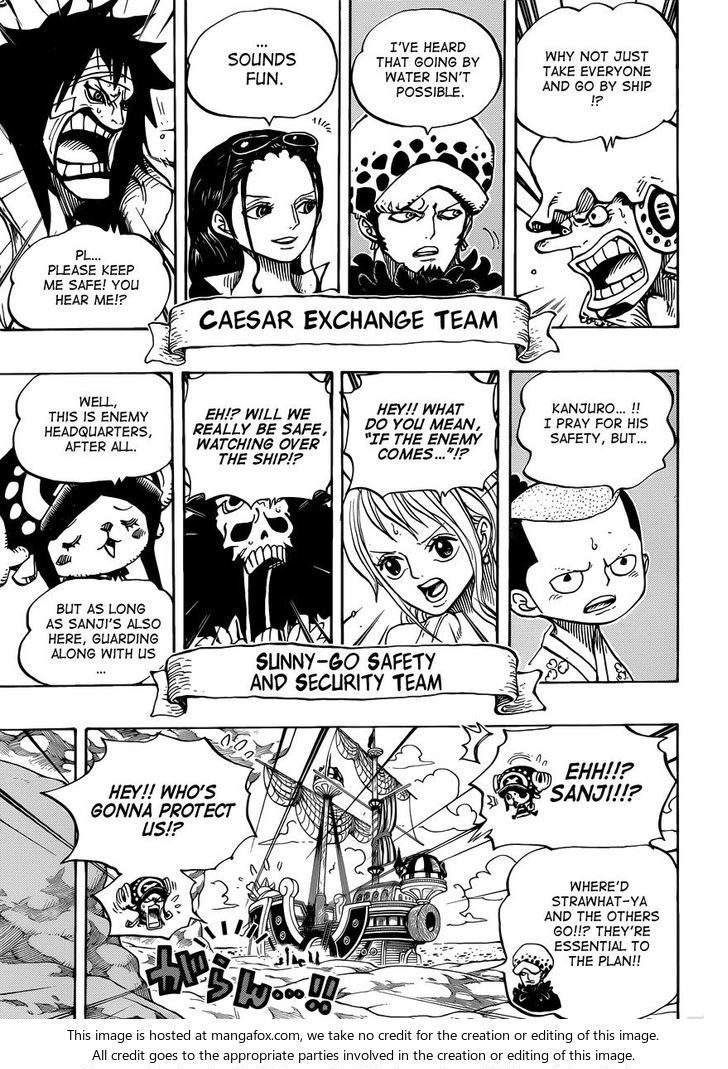 WHY NOT JUST
TAKE EVERYONE
AND GO BY SHIP
!?
I'VE HEARD
THAT GOING BY
WATER ISN'T
POSSIBLE.
...
SOUNDS
FUN.
PL...
PLEASE KEEP
ME SAFE! YOU
HEAR ME!?
CAESAR EXCHANGE TEAM
KANJURO... !!
I PRAY FOR HIS
SAFETY, BUT...
HEY!! WHAT
DO YOU MEAN,
"IF THE ENEMY
COMES..."!?
EH!? WILL WE
REALLY BE SAFE,
WATCHING OVER
THE SHIP!?
WELL,
THIS IS ENEMY
HEADQUARTERS,
AFTER ALL.
BUT AS LONG
AS SANJI'S ALSO
HERE, GUARDING
ALONG WITH US
...
SUNNY-GO SAFETY
AND SECURITY TEAM
EHH!!?
SANJI!!?
WHERE'D
STRAWHAT-YA
AND THE OTHERS
GO!!? THEY'RE
ESSENTIAL TO
THE PLAN!!
HEY!! WHO'S
GONNA PROTECT
US!?
がらん…!!
This image is hosted at mangafox.com, we take no credit for the creation or editing of this image.
All credit goes to the appropriate parties involved in the creation or editing of this image.